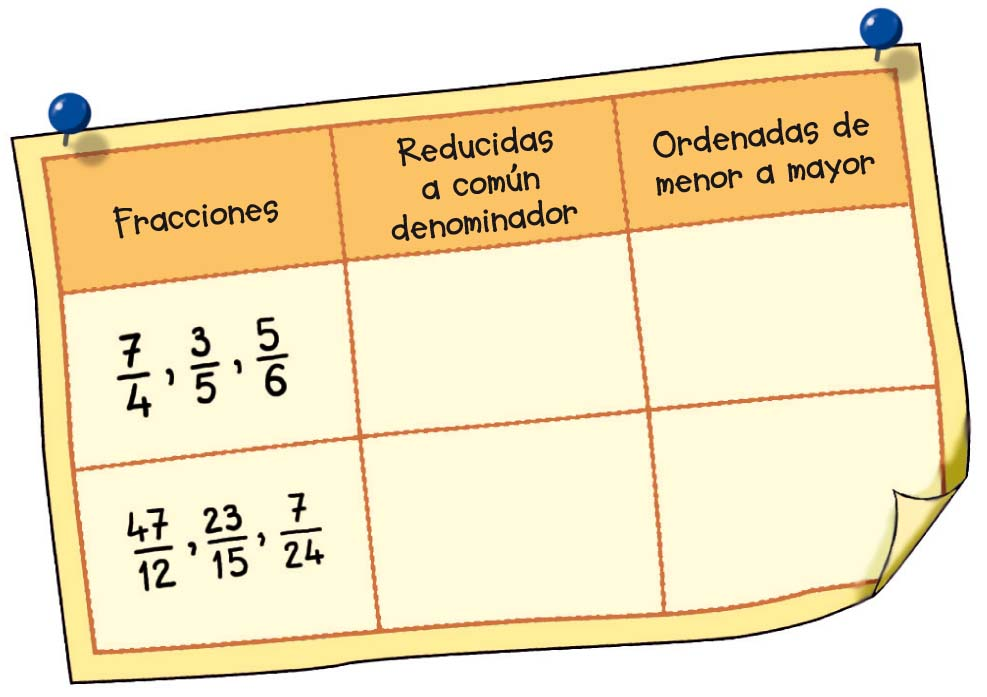 Fracciones
Reducidas
a común
denominador
Ordenadas de
menor a mayor
7/4, 3/5, 5/6
47/12, 23/15, 7/24